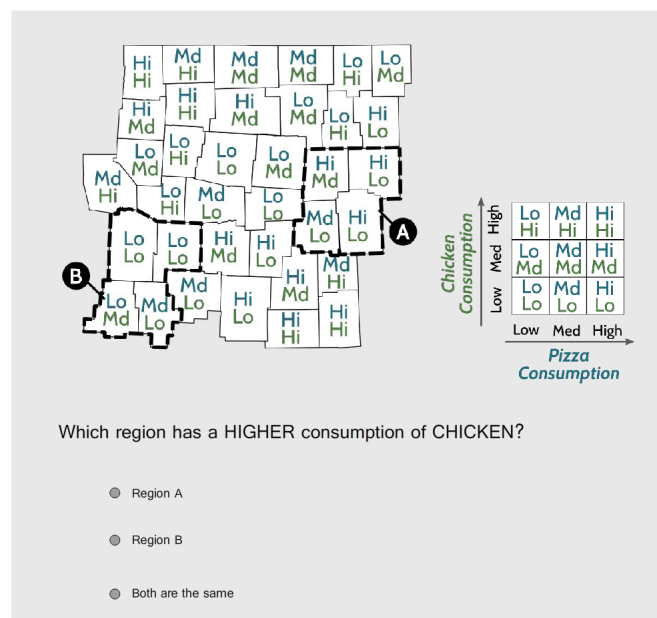 Hi Md Md Md Lo Lo
Hi Hi Md Md Hi Md
Hi Hi Hi Lo Lo Hi
Md Hi Md Md Hi Lo
Lo Lo Lo Lo Hi Hi
Md Hi Lo Md Md Lo
Md Lo Md Lo Md Hi
Hi Hi Lo Lo Lo Lo
A
Lo Lo Hi Hi Md
Lo Lo Md Lo Hi
B
Lo Md Md Hi Hi Hi Hi
Md Lo Lo Lo Md Hi Hi
Chicken
Consumption
High
Med
Low
Lo Md Hi
Hi Hi Hi
Lo Md Hi
Md Md Md
Lo Md Hi
Lo Lo Lo
Low Med High
Pizza
Consumption
Which region has a HIGHER consumption of CHICKEN?
Region A
Region B
Both are the same